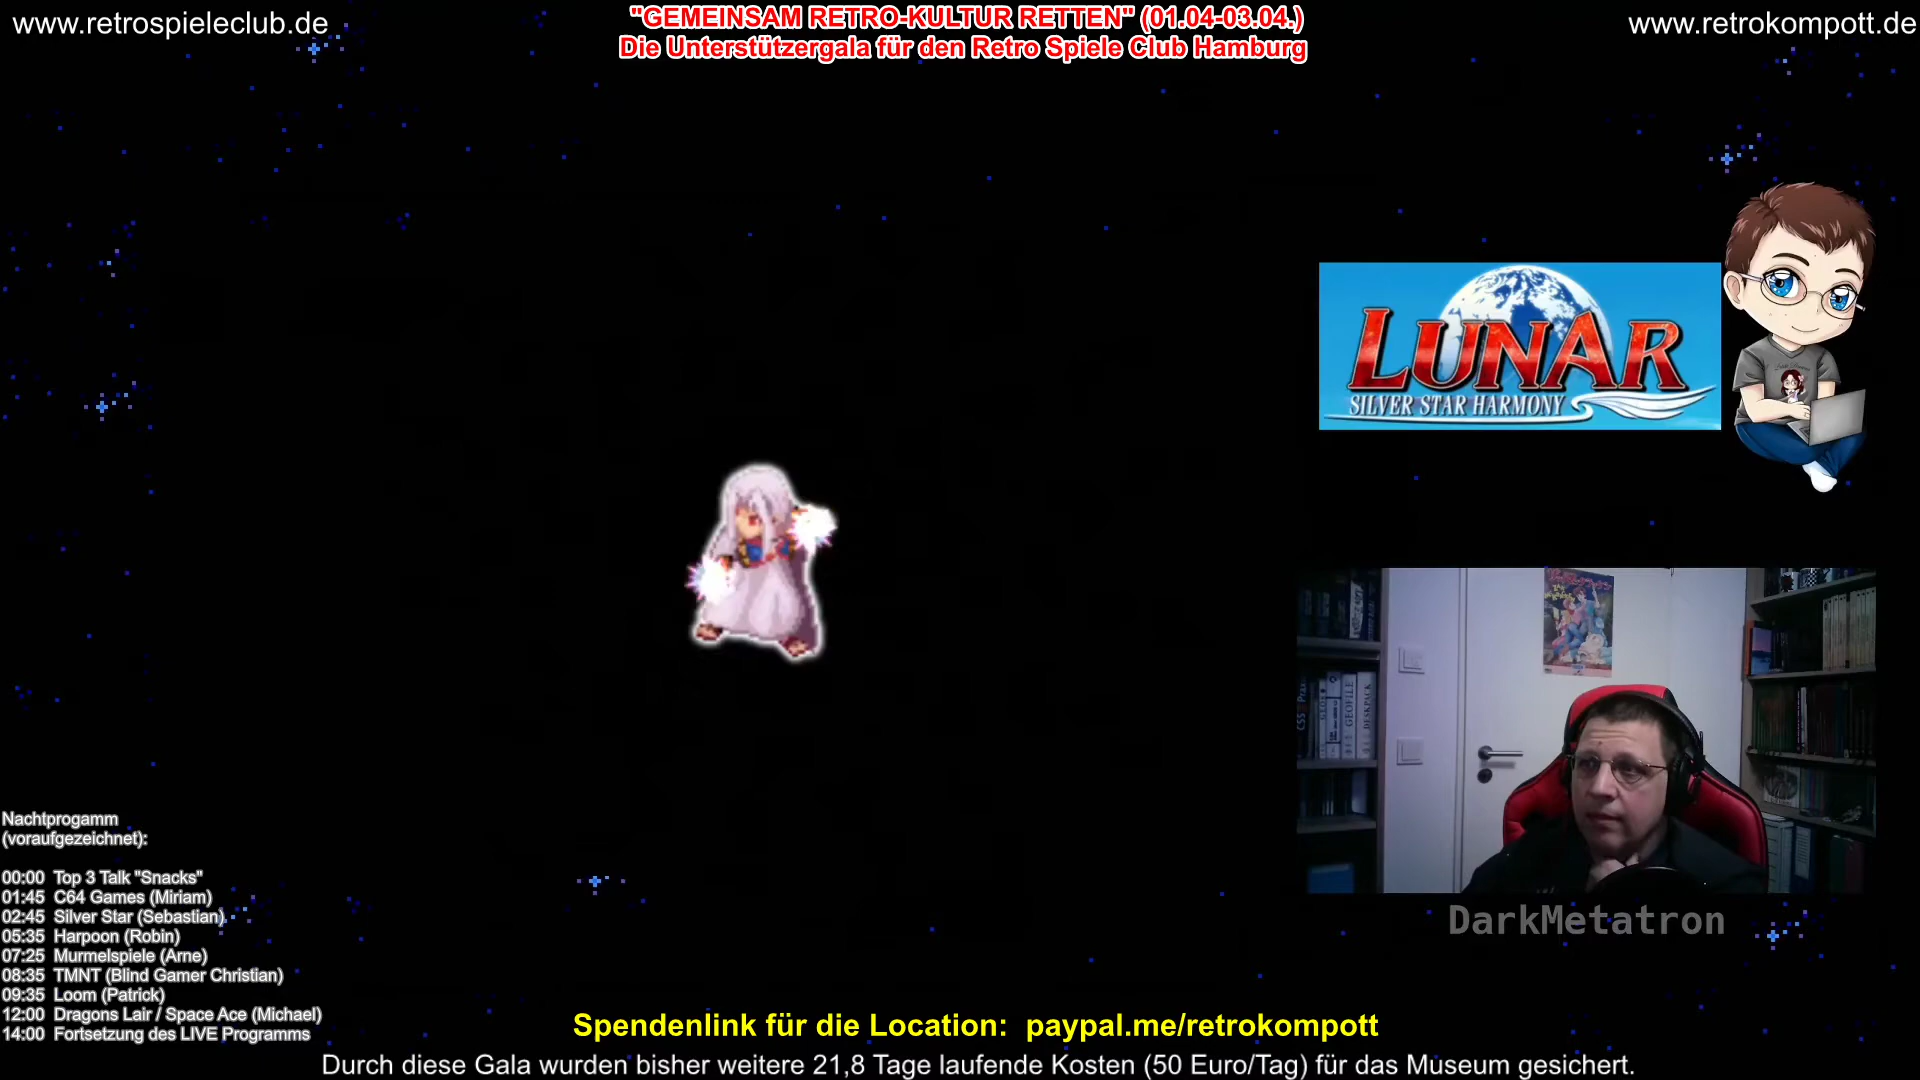 www.retrospieleclub.de
"GEMEINSAM RETRO-KULTUR RETTEN" (01.04-03.04.)
Die Unterstützergala für den Retro Spiele Club Hamburg
www.retrokompott.de
LUNAR
SILVER STAR HARMONY
GEOFILE
DESKPACK
DarkMetatron
Nachtprogamm
(voraufgezeichnet):
00:00 Top 3 Talk "Snacks"
01:45 C64 Games (Miriam)
02:45 Silver Star (Sebastian)
05:35 Harpoon (Robin)
07:25 Murmelspiele (Arne)
08:35 TMNT (Blind Gamer Christian)
09:35 Loom (Patrick)
12:00 Dragons Lair / Space Ace (Michael)
14:00 Fortsetzung des LIVE Programms
Spendenlink für die Location: paypal.me/retrokompott
Durch diese Gala wurden bisher weitere 21,8 Tage laufende Kosten (50 Euro/Tag) für das Museum gesichert.